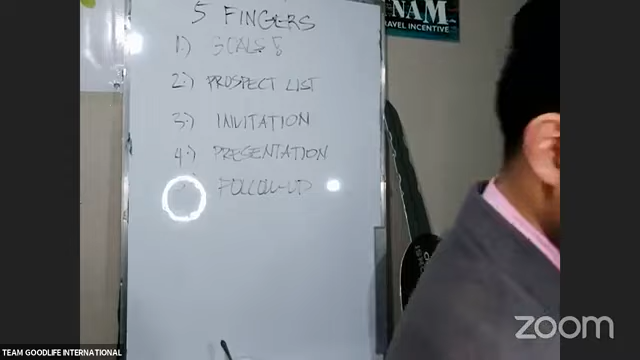 5 FINGERS
1.) GOALS
2.) PROSPECT LIST
3.) INVITATION
4.) PRESENTATION
FOLLOW-UP
NAM
RAVEL INCENTIVE
zoom
TEAM GOODLIFE INTERNATIONAL